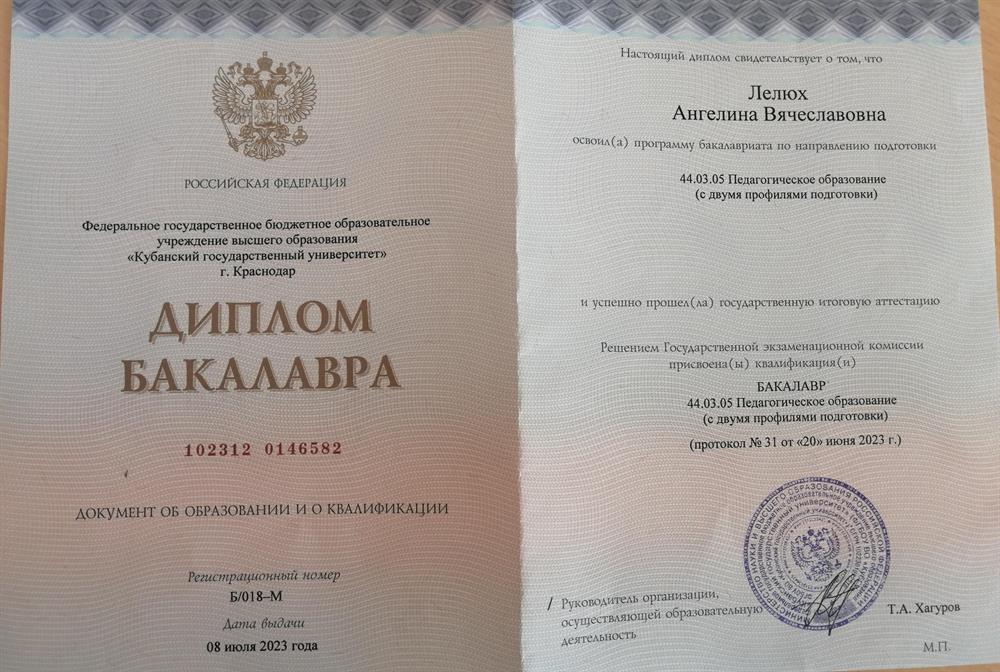 РОССИЙСКАЯ ФЕДЕРАЦИЯ
Федеральное государственное бюджетное образовательное
учреждение высшего образования
«Кубанский государственный университет»
г. Краснодар
ДИПЛОМ
БАКАЛАВРА
102312 0146582
ДОКУМЕНТ ОБ ОБРАЗОВАНИИ И О КВАЛИФИКАЦИИ
Регистрационный номер
Б/018–М
Дата выдачи
08 июля 2023 года
Настоящий диплом свидетельствует о том, что
Лелюх
Ангелина Вячеславовна
освоил(а) программу бакалавриата по направлению подготовки
44.03.05 Педагогическое образование
(с двумя профилями подготовки)
и успешно прошел(ла) государственную итоговую аттестацию
Решением Государственной экзаменационной комиссии
присвоена(ы) квалификация(и)
БАКАЛАВР
44.03.05 Педагогическое образование
(с двумя профилями подготовки)
(протокол № 31 от «20» июня 2023 г.)
/ Руководитель организации,
осуществляющей образовательную
деятельность
Т.А. Хагуров
М.П.